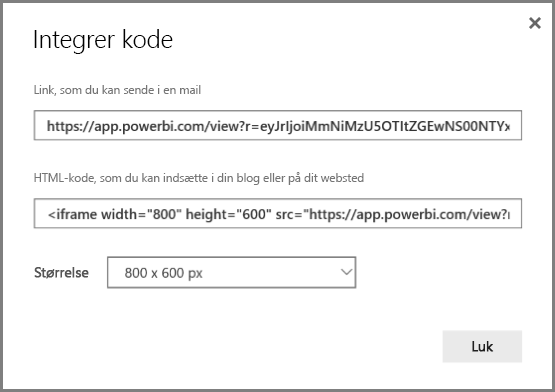 Integrer kode
Link, som du kan sende i en mail
https://app.powerbi.com/view?r=eyJrIjoiMmNiMzU5OTItZGEwNS00NTYx
HTML-kode, som du kan indsætte i din blog eller på dit websted
<iframe width="800" height="600" src="https://app.powerbi.com/view?r
Størrelse
800 x 600 px
Luk